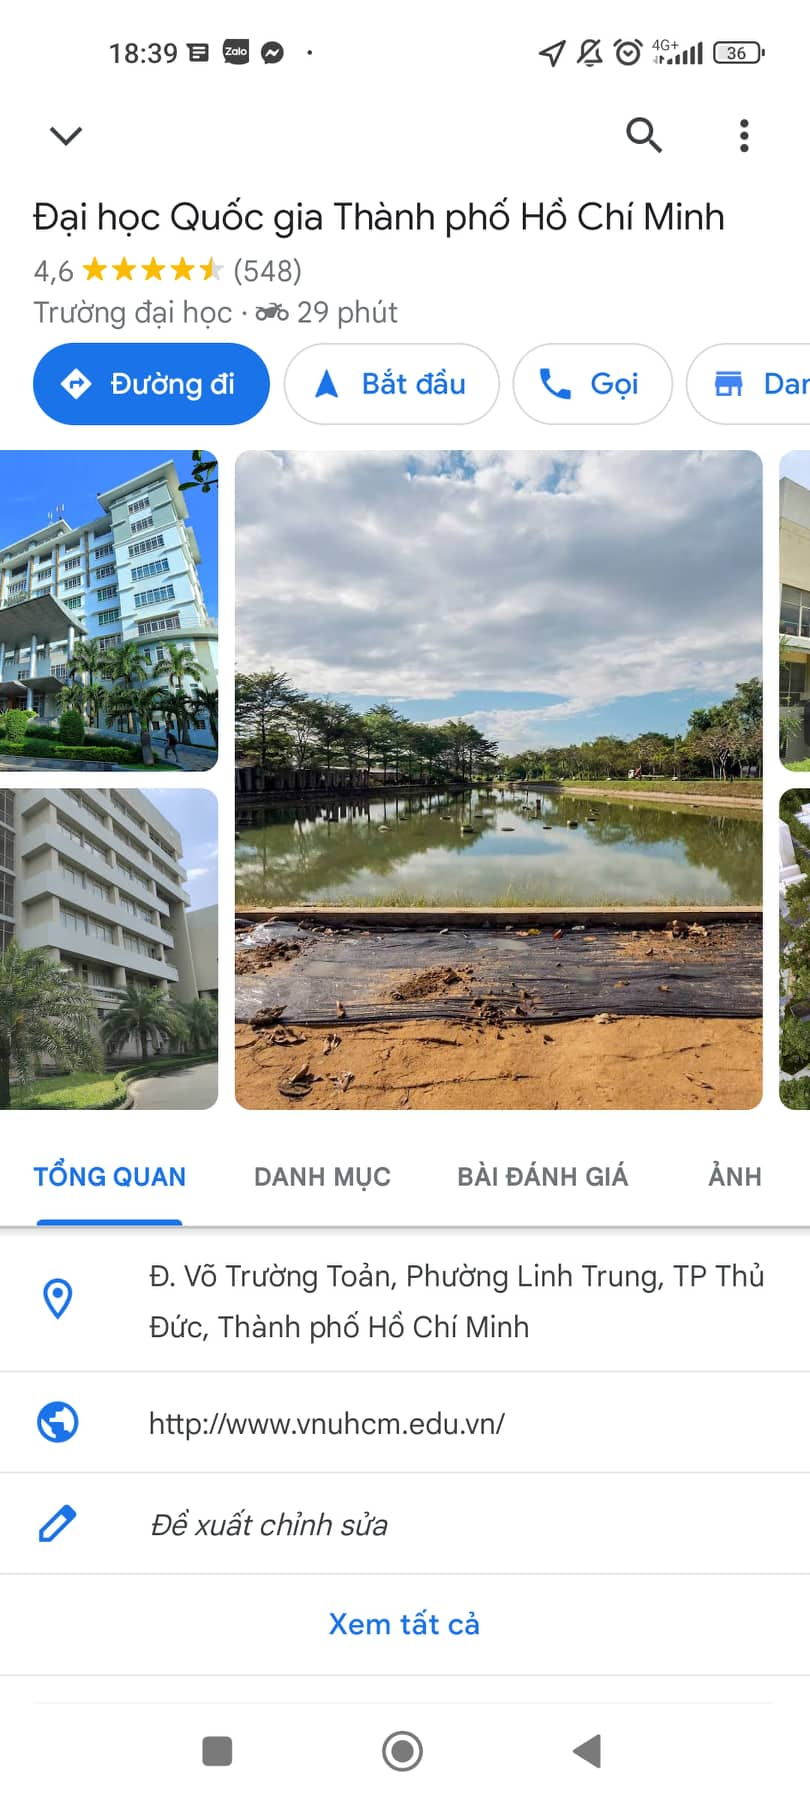 18:39
Zalo
4G+
36
Đại học Quốc gia Thành phố Hồ Chí Minh
4,6 (548)
Trường đại học · 29 phút
Đường đi
Bắt đầu
Gọi
TỔNG QUAN
DANH MỤC
BÀI ĐÁNH GIÁ
ẢNH
Đ. Võ Trường Toản, Phường Linh Trung, TP Thủ
Đức, Thành phố Hồ Chí Minh
http://www.vnuhcm.edu.vn/
Đề xuất chỉnh sửa
Xem tất cả